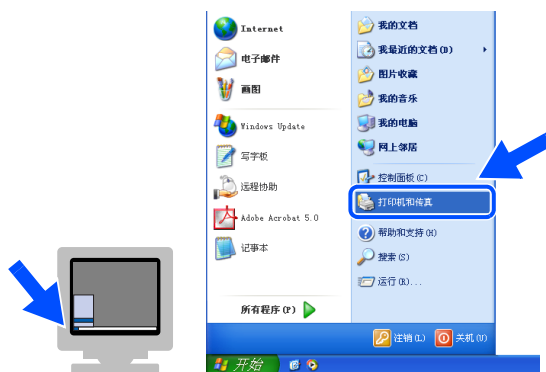 Internet
电子邮件
画图
Windows Update
写字板
远程协助
Adobe Acrobat 5.0
记事本
所有程序(P)
我的文档
我最近的文档(D)
图片收藏
我的音乐
我的电脑
网上邻居
控制面板(C)
打印机和传真
帮助和支持(H)
搜索(S)
运行(R)...
注销(L)
关机(U)
开始